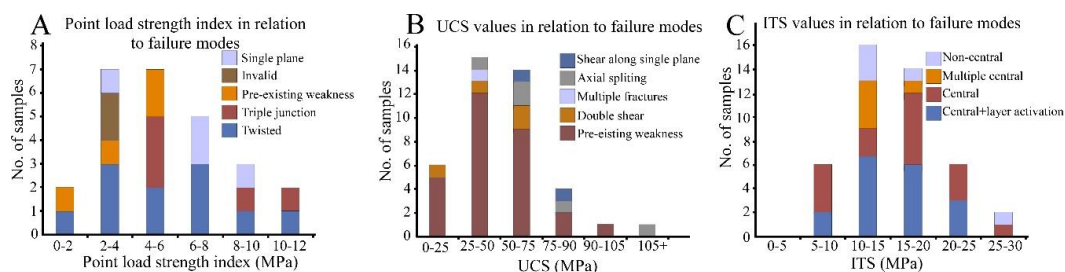 A
Point load strength index in relation
to failure modes
Single plane
Invalid
Pre-existing weakness
Triple junction
Twisted
No. of samples
8
7
6
5
4
3
2
1
0
0-2 2-4 4-6 6-8 8-10 10-12
Point load strength index (MPa)
B
UCS values in relation to failure modes
Shear along single plane
Axial spliting
Multiple fractures
Double shear
Pre-eisting weakness
No. of samples
16
14
12
10
8
6
4
2
0
0-25 25-50 50-75 75-90 90-105 105+
UCS (MPa)
C
ITS values in relation to failure modes
Non-central
Multiple central
Central
Central+layer activation
No. of samples
16
14
12
10
8
6
4
2
0
0-5 5-10 10-15 15-20 20-25 25-30
ITS (MPa)